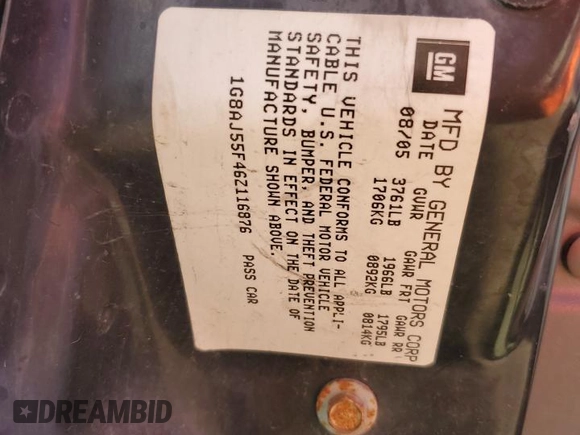 GM
MFD BY GENERAL MOTORS CORP
DATE GVWR GAWR FRT GAWR RR
08/05 3761LB 1966LB 1795LB
1706KG 0892KG 0814KG
THIS VEHICLE CONFORMS TO ALL APPLI-
CABLE U.S. FEDERAL MOTOR VEHICLE
SAFETY, BUMPER, AND THEFT PREVENTION
STANDARDS IN EFFECT ON THE DATE OF
MANUFACTURE SHOWN ABOVE.
1G8AJ55F46Z116876 PASS CAR
DREAMBID